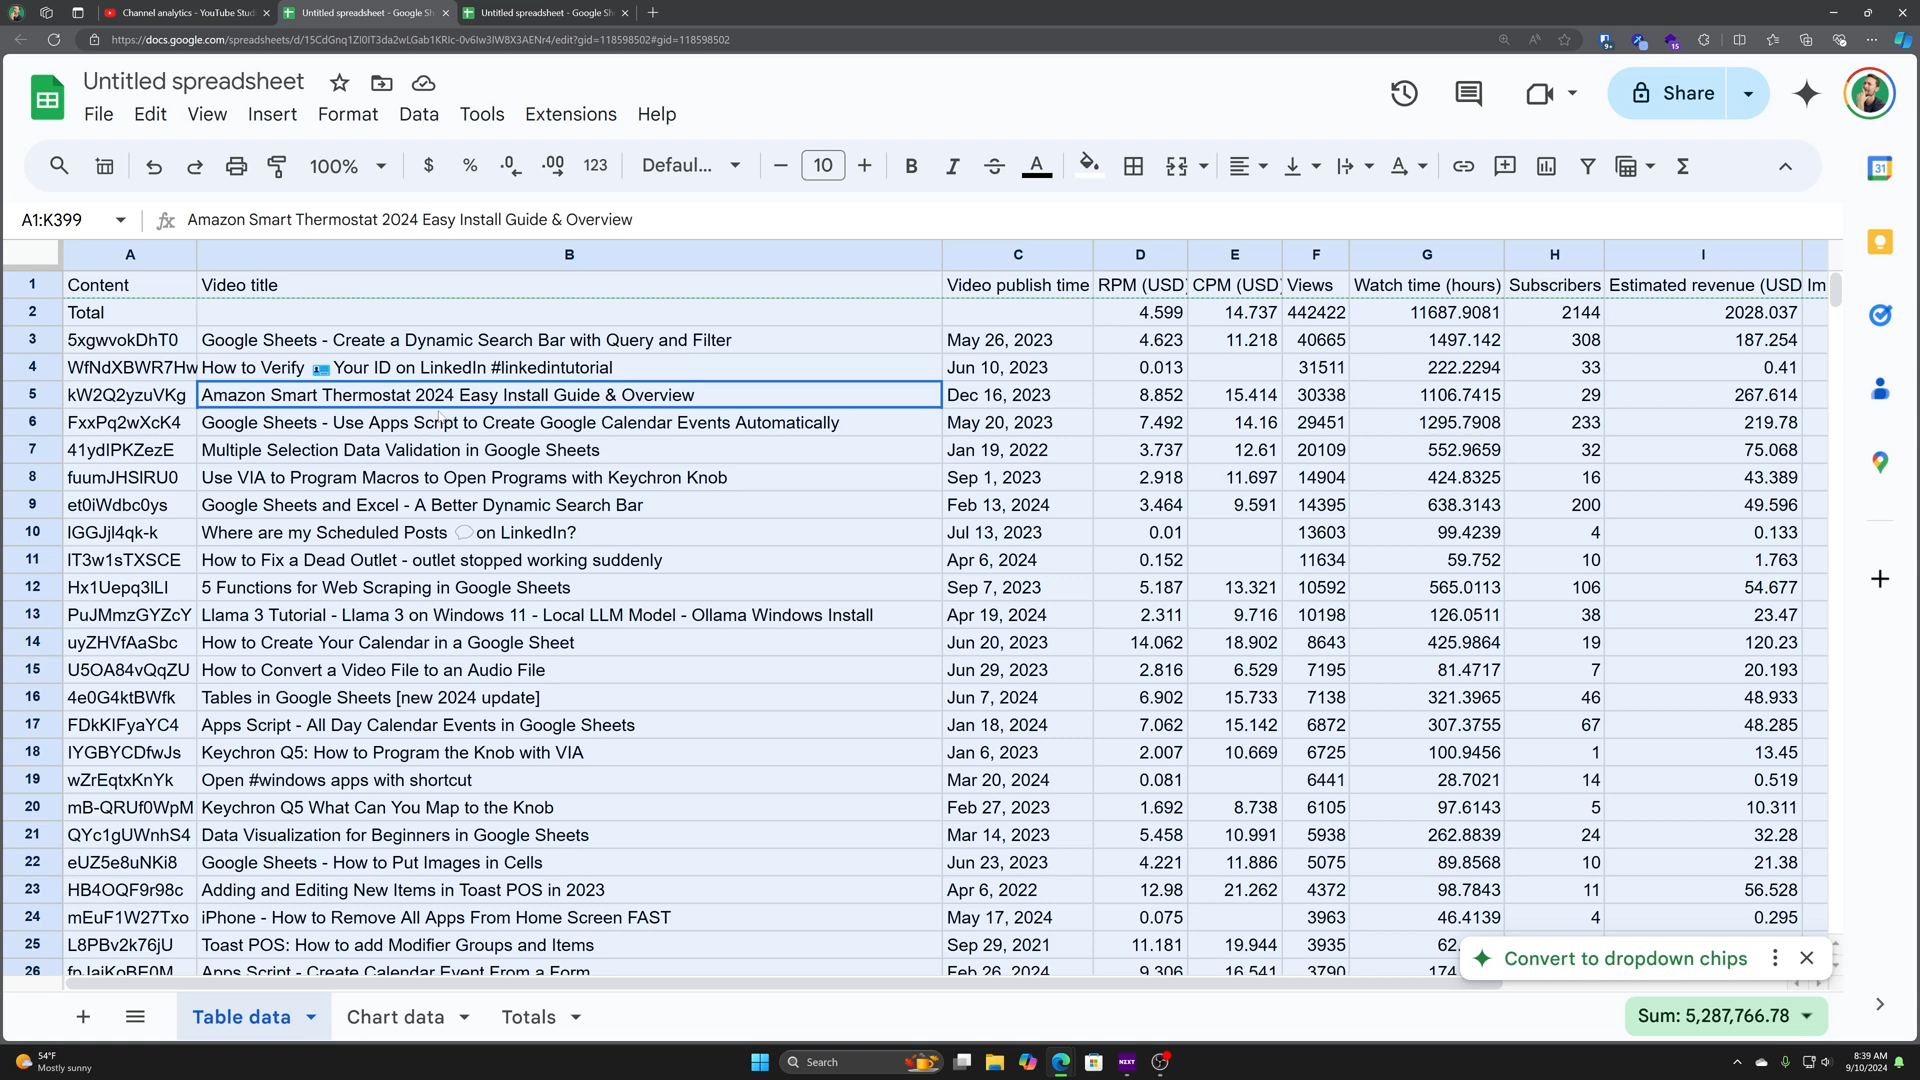 Channel analytics - YouTube Stud
Untitled spreadsheet - Google Sh
Untitled spreadsheet - Google Sh
https://docs.google.com/spreadsheets/d/15CdGnq1ZI0IT3da2wLGab1KRIc-0v6Iw3IW8X3AENr4/edit?gid=118598502#gid=118598502
Untitled spreadsheet
Share
File Edit View Insert Format Data Tools Extensions Help
100% $ % .0 .00 123 Defaul... 10 B I A
A1:K399 fx Amazon Smart Thermostat 2024 Easy Install Guide & Overview
A B C D E F G H I
1 Content Video title Video publish time RPM (USD) CPM (USD) Views Watch time (hours) Subscribers Estimated revenue (USD Im
2 Total 4.599 14.737 442422 11687.9081 2144 2028.037
3 5xgwvokDhT0 Google Sheets - Create a Dynamic Search Bar with Query and Filter May 26, 2023 4.623 11.218 40665 1497.142 308 187.254
4 WfNdXBWR7Hw How to Verify 🪪 Your ID on LinkedIn #linkedintutorial Jun 10, 2023 0.013 31511 222.2294 33 0.41
5 kW2Q2yzuVKg Amazon Smart Thermostat 2024 Easy Install Guide & Overview Dec 16, 2023 8.852 15.414 30338 1106.7415 29 267.614
6 FxxPq2wXcK4 Google Sheets - Use Apps Script to Create Google Calendar Events Automatically May 20, 2023 7.492 14.16 29451 1295.7908 233 219.78
7 41ydIPKZezE Multiple Selection Data Validation in Google Sheets Jan 19, 2022 3.737 12.61 20109 552.9659 32 75.068
8 fuumJHSlRU0 Use VIA to Program Macros to Open Programs with Keychron Knob Sep 1, 2023 2.918 11.697 14904 424.8325 16 43.389
9 et0iWdbc0ys Google Sheets and Excel - A Better Dynamic Search Bar Feb 13, 2024 3.464 9.591 14395 638.3143 200 49.596
10 lGGJjl4qk-k Where are my Scheduled Posts 💬 on LinkedIn? Jul 13, 2023 0.01 13603 99.4239 4 0.133
11 lT3w1sTXSCE How to Fix a Dead Outlet - outlet stopped working suddenly Apr 6, 2024 0.152 11634 59.752 10 1.763
12 Hx1Uepq3lLI 5 Functions for Web Scraping in Google Sheets Sep 7, 2023 5.187 13.321 10592 565.0113 106 54.677
13 PuJMmzGYZcY Llama 3 Tutorial - Llama 3 on Windows 11 - Local LLM Model - Ollama Windows Install Apr 19, 2024 2.311 9.716 10198 126.0511 38 23.47
14 uyZHVfAaSbc How to Create Your Calendar in a Google Sheet Jun 20, 2023 14.062 18.902 8643 425.9864 19 120.23
15 U5OA84vQqZU How to Convert a Video File to an Audio File Jun 29, 2023 2.816 6.529 7195 81.4717 7 20.193
16 4e0G4ktBWfk Tables in Google Sheets [new 2024 update] Jun 7, 2024 6.902 15.733 7138 321.3965 46 48.933
17 FDkKIFyaYC4 Apps Script - All Day Calendar Events in Google Sheets Jan 18, 2024 7.062 15.142 6872 307.3755 67 48.285
18 IYGBYCDfwJs Keychron Q5: How to Program the Knob with VIA Jan 6, 2023 2.007 10.669 6725 100.9456 1 13.45
19 wZrEqtxKnYk Open #windows apps with shortcut Mar 20, 2024 0.081 6441 28.7021 14 0.519
20 mB-QRUf0WpM Keychron Q5 What Can You Map to the Knob Feb 27, 2023 1.692 8.738 6105 97.6143 5 10.311
21 QYc1gUWnhS4 Data Visualization for Beginners in Google Sheets Mar 14, 2023 5.458 10.991 5938 262.8839 24 32.28
22 eUZ5e8uNKi8 Google Sheets - How to Put Images in Cells Jun 23, 2023 4.221 11.886 5075 89.8568 10 21.38
23 HB4OQF9r98c Adding and Editing New Items in Toast POS in 2023 Apr 6, 2022 12.98 21.262 4372 98.7843 11 56.528
24 mEuF1W27Txo iPhone - How to Remove All Apps From Home Screen FAST May 17, 2024 0.075 3963 46.4139 4 0.295
25 L8PBv2k76jU Toast POS: How to add Modifier Groups and Items Sep 29, 2021 11.181 19.944 3935 62.
26 Apps Script - Create Calendar Event From a Form Feb 26, 2024 9.306 16.541 3790 174
Convert to dropdown chips
Table data Chart data Totals Sum: 5,287,766.78
54°F
Mostly sunny
Search
NZXT
8:39 AM
9/10/2024
31
9+
15